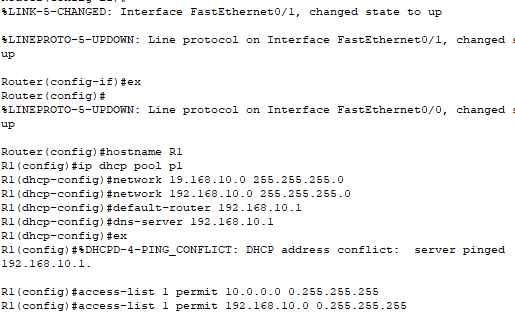 %LINK-5-CHANGED: Interface FastEthernet0/1, changed state to up
%LINEPROTO-5-UPDOWN: Line protocol on Interface FastEthernet0/1, changed
up
Router(config-if)#ex
Router(config)#
%LINEPROTO-5-UPDOWN: Line protocol on Interface FastEthernet0/0, changed
up
Router(config)#hostname R1
R1(config)#ip dhcp pool p1
R1(dhcp-config)#network 19.168.10.0 255.255.255.0
R1(dhcp-config)#network 192.168.10.0 255.255.255.0
R1(dhcp-config)#default-router 192.168.10.1
R1(dhcp-config)#dns-server 192.168.10.1
R1(dhcp-config)#ex
R1(config)#%DHCPD-4-PING_CONFLICT: DHCP address conflict:  server pinged
192.168.10.1.
R1(config)#access-list 1 permit 10.0.0.0 0.255.255.255
R1(config)#access-list 1 permit 192.168.10.0 0.255.255.255